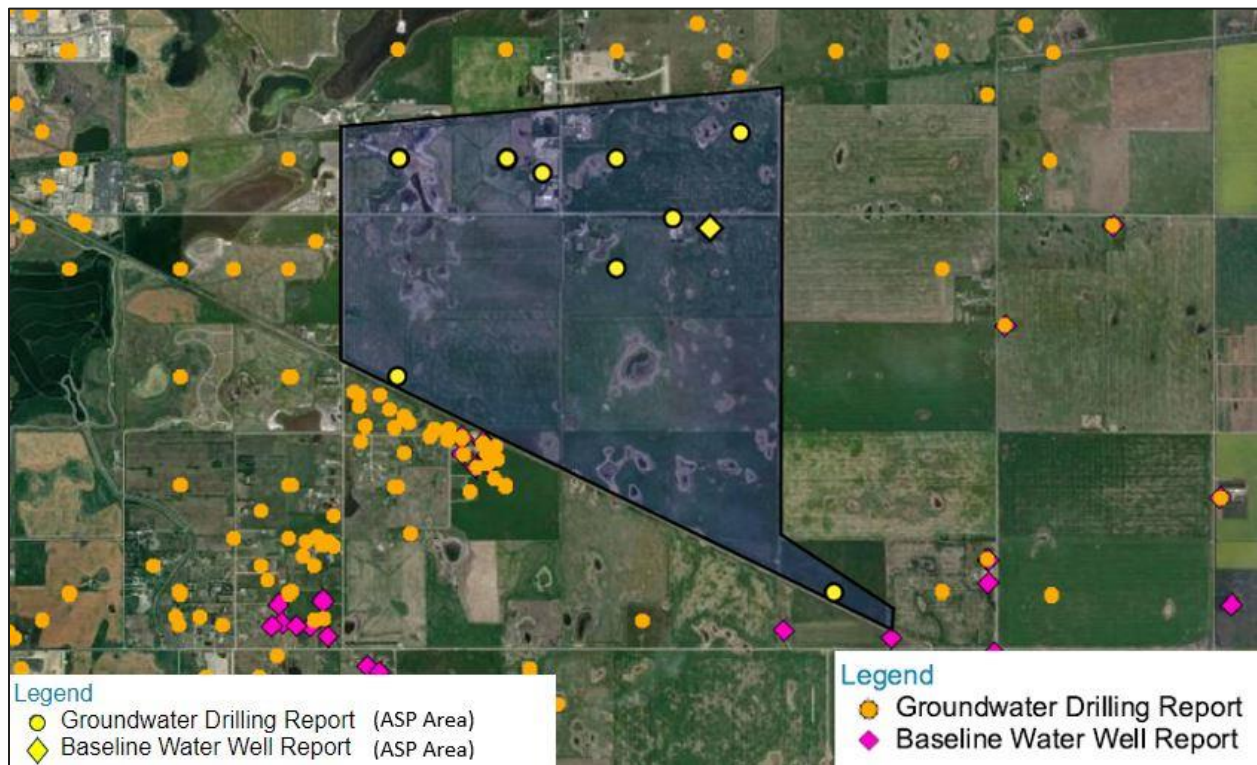 Legend
Groundwater Drilling Report (ASP Area)
Baseline Water Well Report (ASP Area)
Legend
Groundwater Drilling Report
Baseline Water Well Report